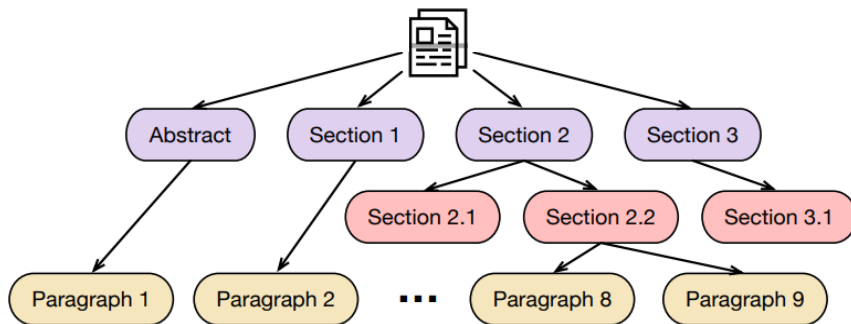 Abstract
Section 1
Section 2
Section 3
Section 2.1
Section 2.2
Section 3.1
Paragraph 1
Paragraph 2
...
Paragraph 8
Paragraph 9